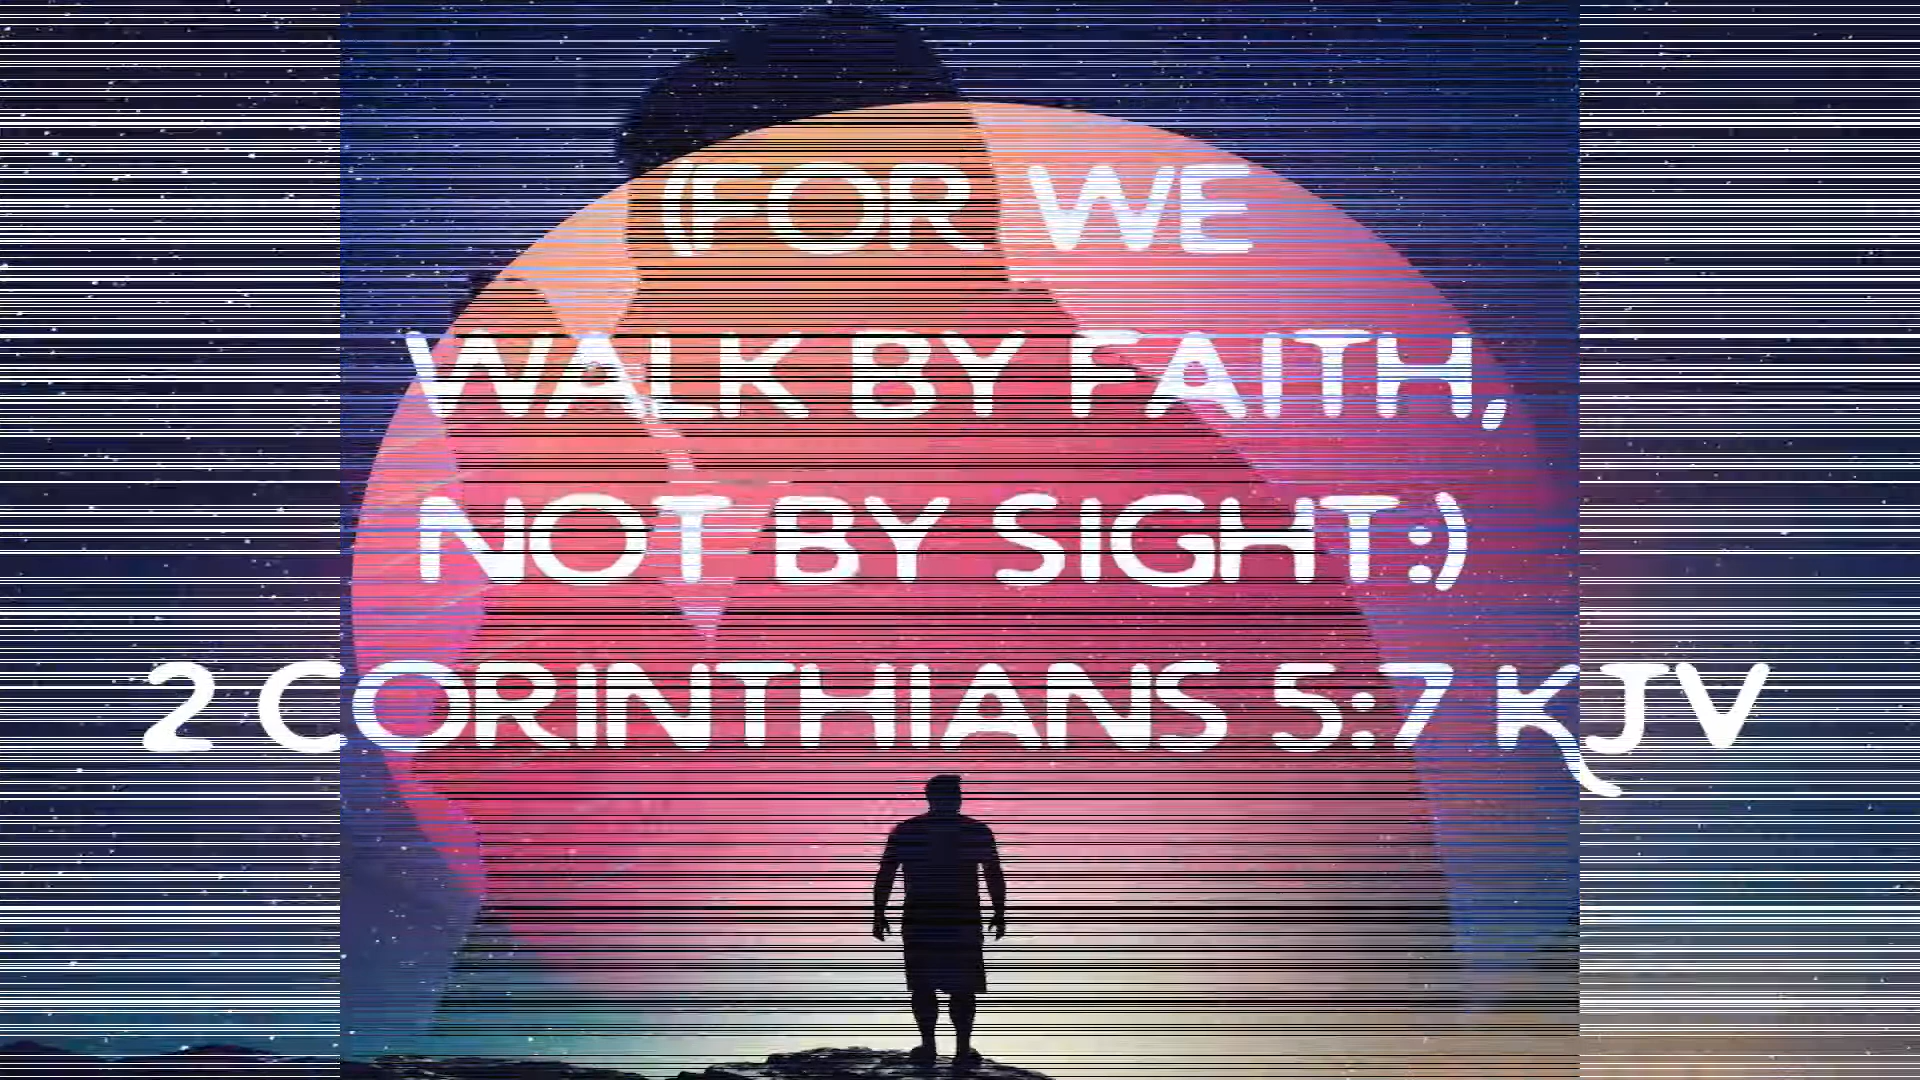 (FOR WE
WALK BY FAITH,
NOT BY SIGHT:)
2 CORINTHIANS 5:7 KJV